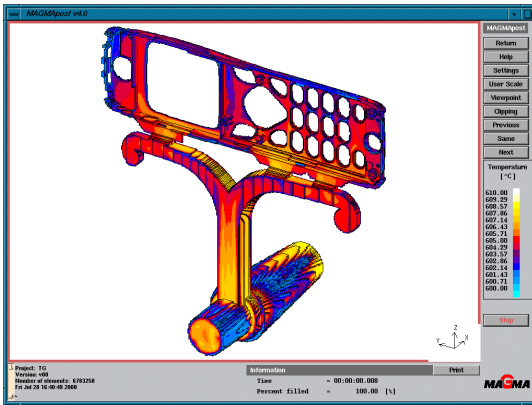 MAGMApost v4.0
MAGMApost
Return
Help
Settings
User Scale
Viewpoint
Clipping
Previous
Same
Next
Temperature
[°C]
610.00
609.29
608.57
607.86
607.14
606.43
605.71
605.00
604.29
603.57
602.86
602.14
601.43
600.71
600.00
Stop
Z
Y X
Project: TG
Version: v00
Number of elements: 6783258
Fri Jul 28 16:40:49 2000
Information
Print
Time = 00:00:00.008
Percent filled = 100.00 [%]
MAGMA